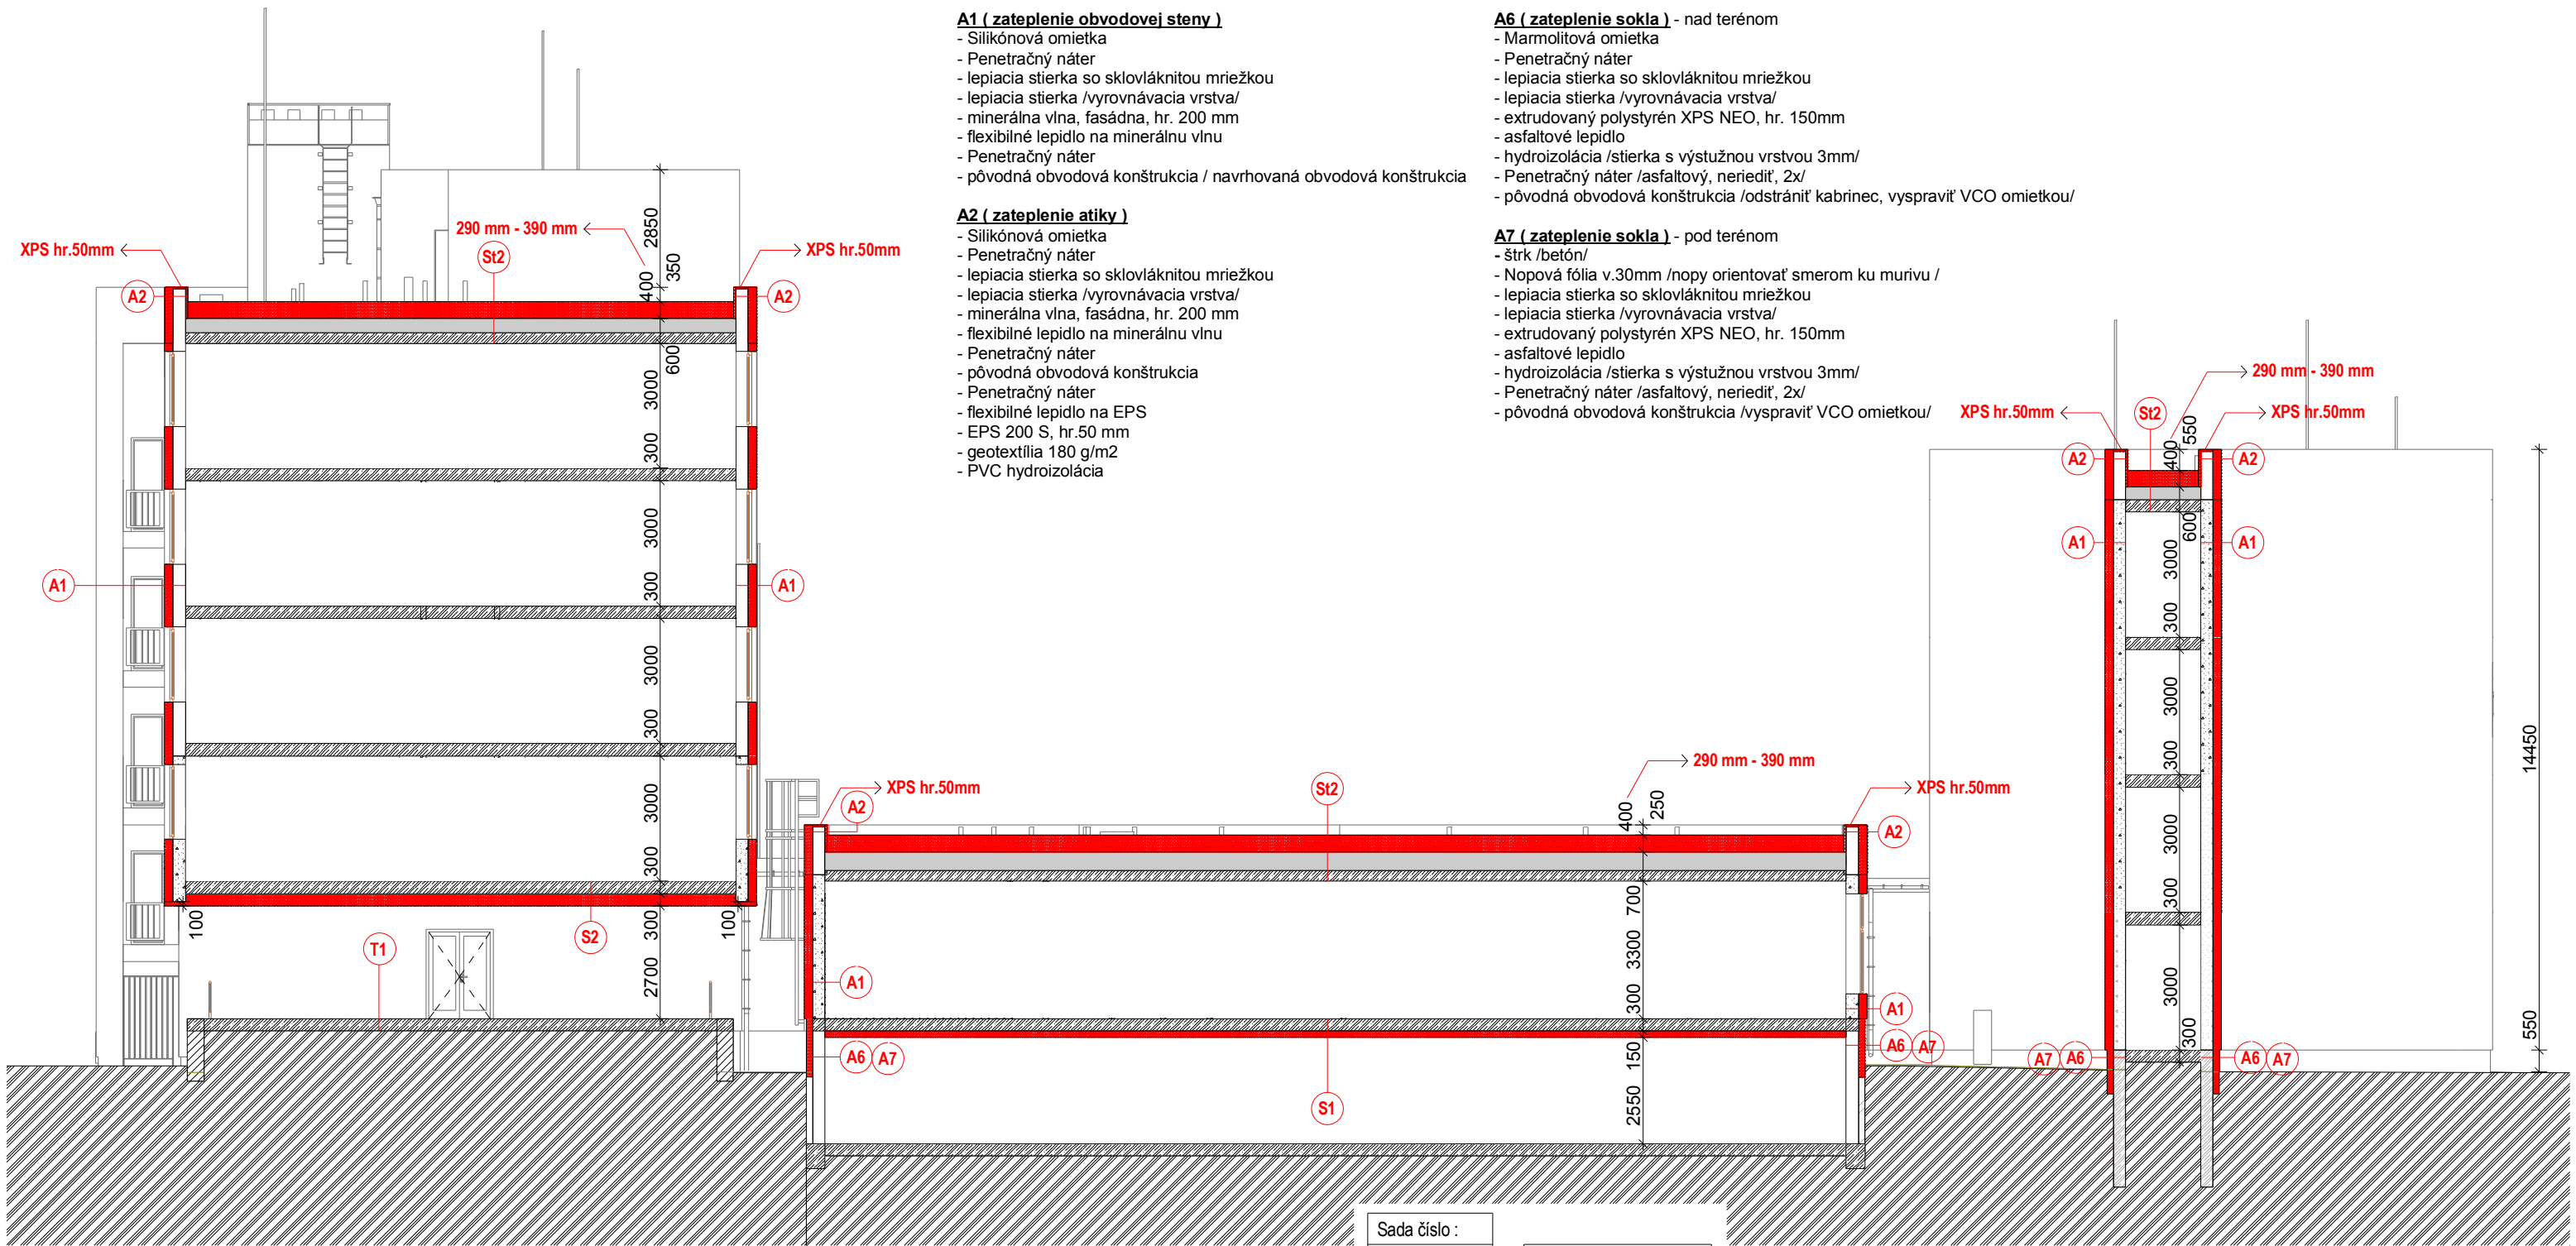 A1 ( zateplenie obvodovej steny )
- Silikónová omietka
- Penetračný náter
- lepiacia stierka so sklovláknitou mriežkou
- lepiacia stierka /vyrovnávacia vrstva/
- minerálna vlna, fasádna, hr. 200 mm
- flexibilné lepidlo na minerálnu vlnu
- Penetračný náter
- pôvodná obvodová konštrukcia / navrhovaná obvodová konštrukcia
A2 ( zateplenie atiky )
- Silikónová omietka
- Penetračný náter
- lepiacia stierka so sklovláknitou mriežkou
- lepiacia stierka /vyrovnávacia vrstva/
- minerálna vlna, fasádna, hr. 200 mm
- flexibilné lepidlo na minerálnu vlnu
- Penetračný náter
- pôvodná obvodová konštrukcia
- Penetračný náter
- flexibilné lepidlo na EPS
- EPS 200 S, hr.50 mm
- geotextília 180 g/m2
- PVC hydroizolácia
A6 ( zateplenie sokla ) - nad terénom
- Marmolitová omietka
- Penetračný náter
- lepiacia stierka so sklovláknitou mriežkou
- lepiacia stierka /vyrovnávacia vrstva/
- extrudovaný polystyrén XPS NEO, hr. 150mm
- asfaltové lepidlo
- hydroizolácia /stierka s výstužnou vrstvou 3mm/
- Penetračný náter /asfaltový, neriediť, 2x/
- pôvodná obvodová konštrukcia /odstrániť kabrinec, vyspraviť VCO omietkou/
A7 ( zateplenie sokla ) - pod terénom
- štrk /betón/
- Nopová fólia v.30mm /nopy orientovať smerom ku murivu /
- lepiacia stierka so sklovláknitou mriežkou
- lepiacia stierka /vyrovnávacia vrstva/
- extrudovaný polystyrén XPS NEO, hr. 150mm
- asfaltové lepidlo
- hydroizolácia /stierka s výstužnou vrstvou 3mm/
- Penetračný náter /asfaltový, neriediť, 2x/
- pôvodná obvodová konštrukcia /vyspraviť VCO omietkou/
XPS hr.50mm
290 mm - 390 mm
XPS hr.50mm
St2
A2
A2
2850
350
400
600
3000
300
3000
300
3000
300
3000
300
300
2700
A1
A1
100
100
S2
T1
XPS hr.50mm
A2
St2
290 mm - 390 mm
XPS hr.50mm
A2
400
250
700
3300
300
150
2550
A1
A1
A6
A7
A6
A7
S1
290 mm - 390 mm
XPS hr.50mm
St2
XPS hr.50mm
A2
A2
550
400
600
3000
300
3000
300
3000
300
3000
300
A1
A1
A7
A6
A6
A7
14450
550
Sada číslo :